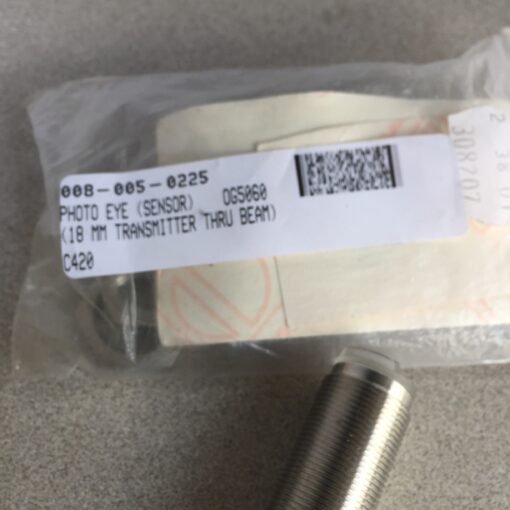 008-005-0225
PHOTO EYE (SENSOR) OG5060
(18 MM TRANSMITTER THRU BEAM)
C420
308207